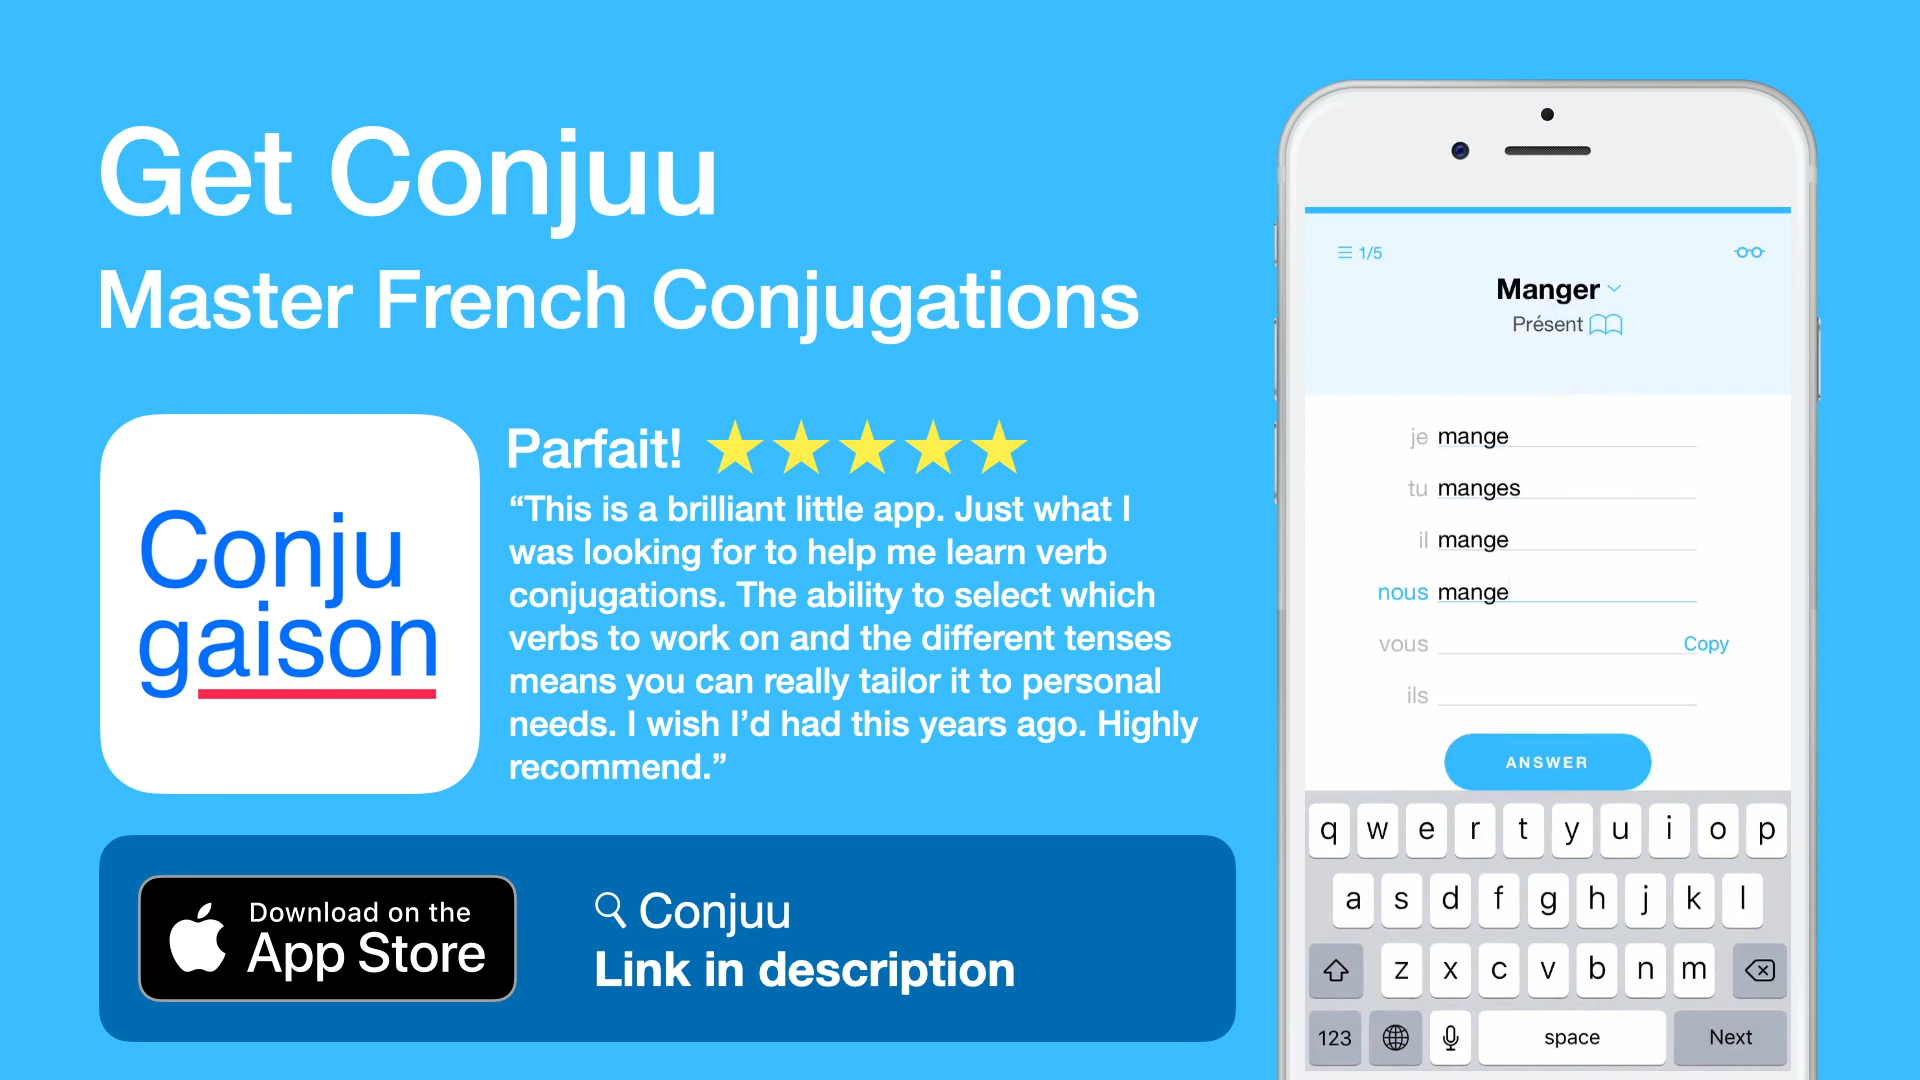 Get Conjuu
Master French Conjugations
Conju
gaison
Parfait!
“This is a brilliant little app. Just what I
was looking for to help me learn verb
conjugations. The ability to select which
verbs to work on and the different tenses
means you can really tailor it to personal
needs. I wish I’d had this years ago. Highly
recommend.”
Download on the
App Store
Conjuu
Link in description
1/5
Manger
Présent
je mange
tu manges
il mange
nous mange
vous Copy
ils
ANSWER
q w e r t y u i o p
a s d f g h j k l
z x c v b n m
123 space Next